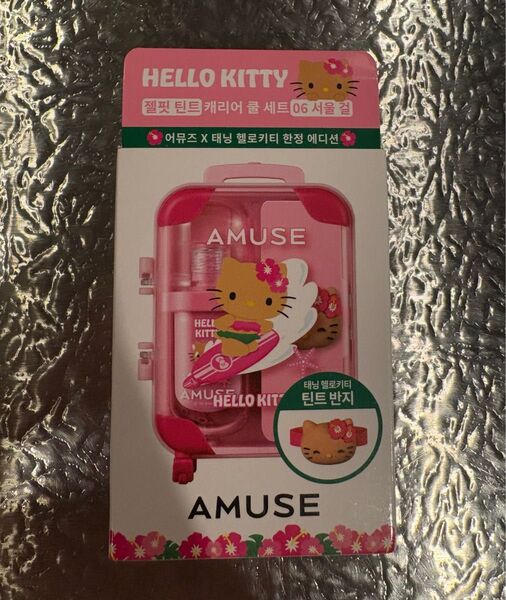 HELLO KITTY
젤핏 틴트 캐리어 쿨 세트 06 서울 걸
어뮤즈 X 태닝 헬로키티 한정 에디션
AMUSE
HELLO
KITTY
AMUSE
HELLO KITTY
태닝 헬로키티
틴트 반지
AMUSE